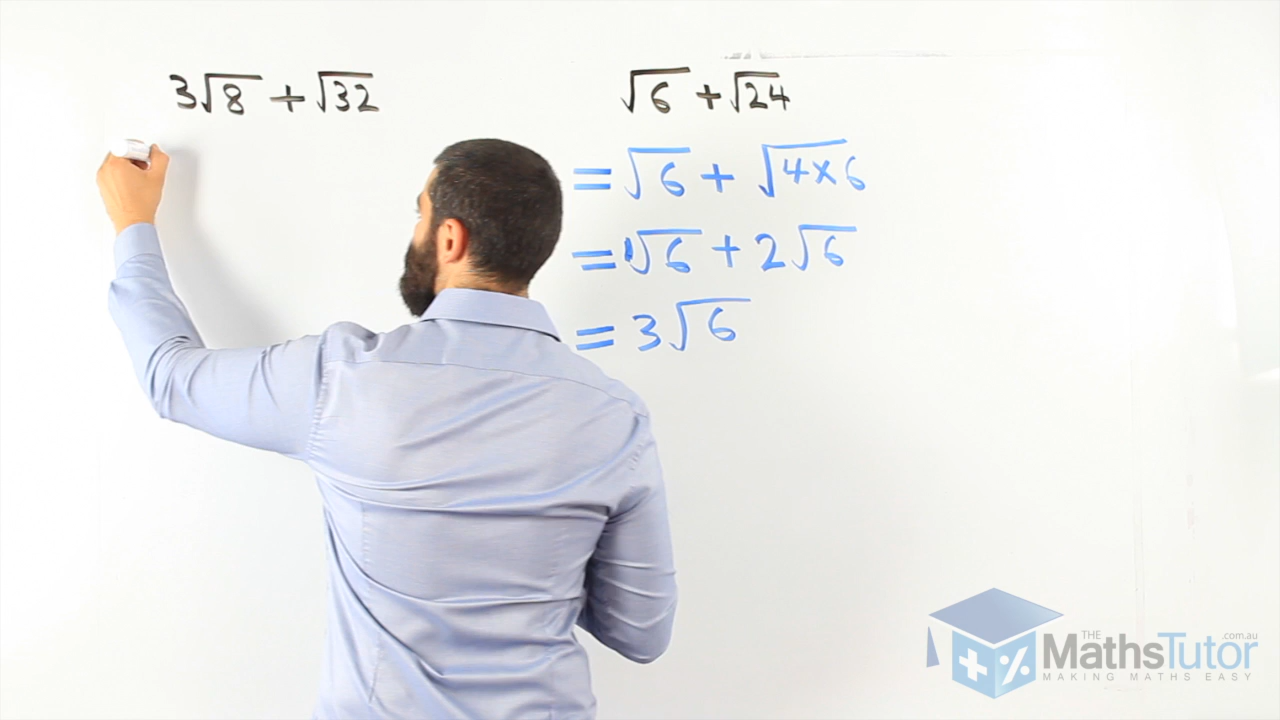 3√8 + √32
√6 + √24
= √6 + √4×6
= 1√6 + 2√6
= 3√6
THE MathsTutor .com.au
MAKING MATHS EASY